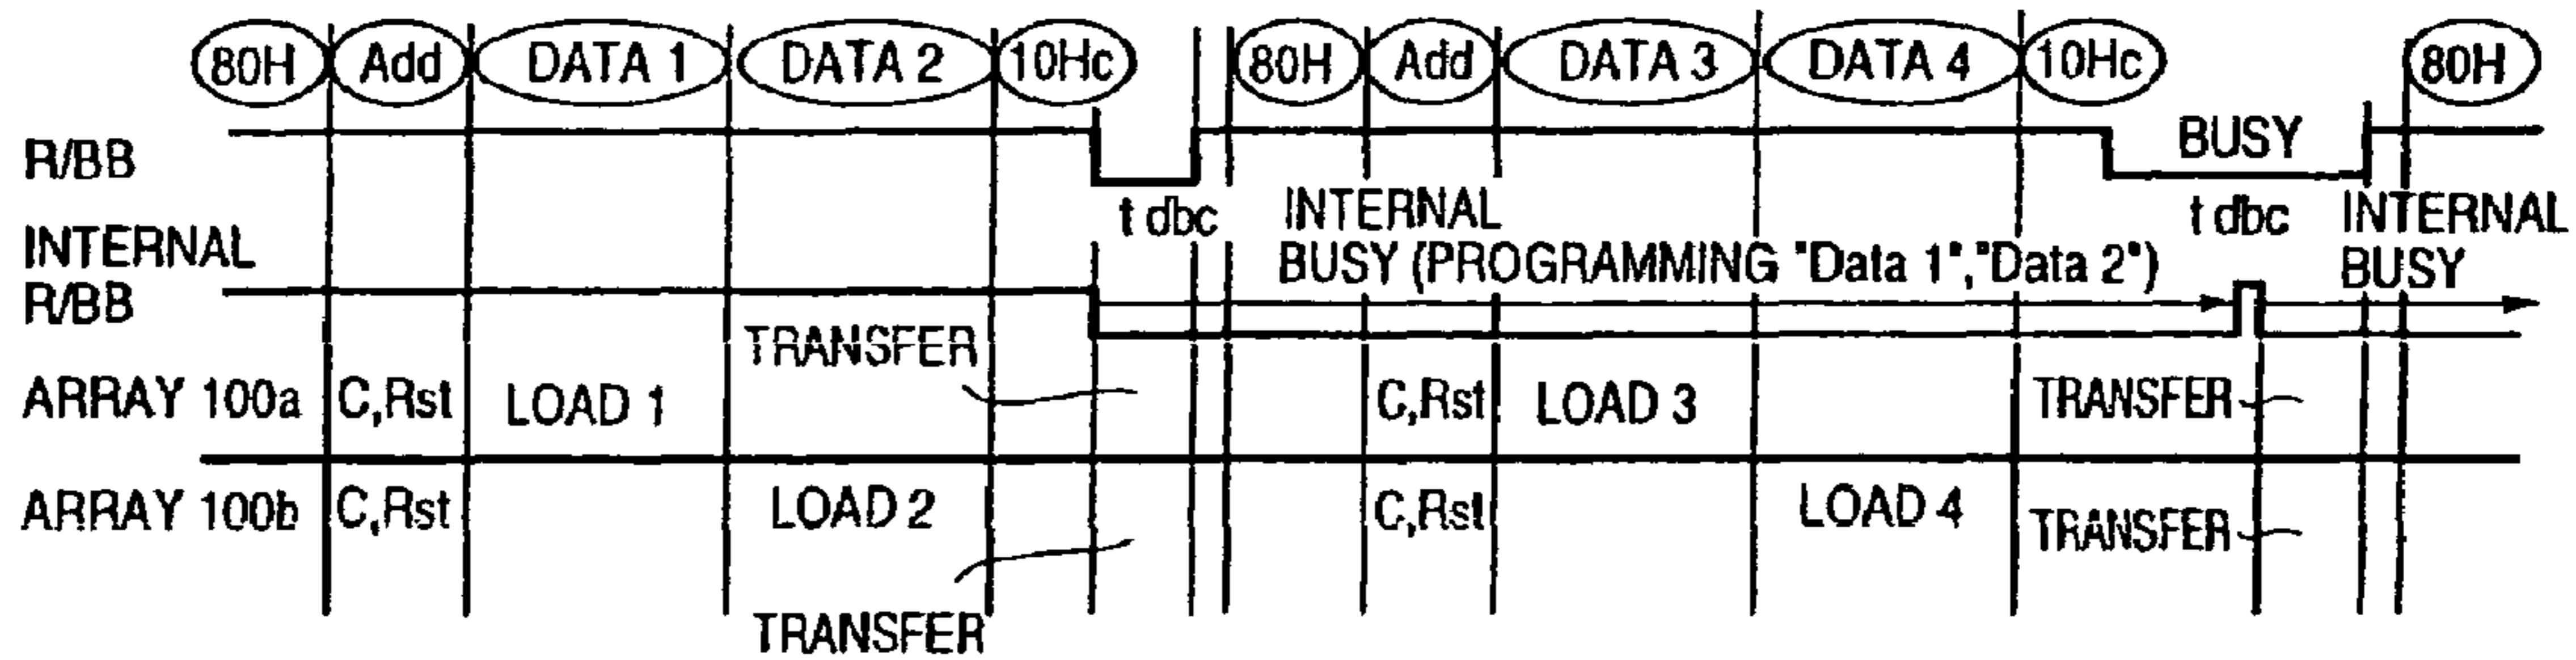 80H Add DATA 1 DATA 2 10Hc 80H Add DATA 3 DATA 4 10Hc 80H
R/BB
BUSY
t dbc
t dbc
INTERNAL
BUSY (PROGRAMMING "Data 1","Data 2")
INTERNAL
BUSY
INTERNAL
R/BB
TRANSFER
ARRAY 100a C,Rst LOAD 1 C,Rst LOAD 3 TRANSFER
ARRAY 100b C,Rst LOAD 2 C,Rst LOAD 4 TRANSFER
TRANSFER